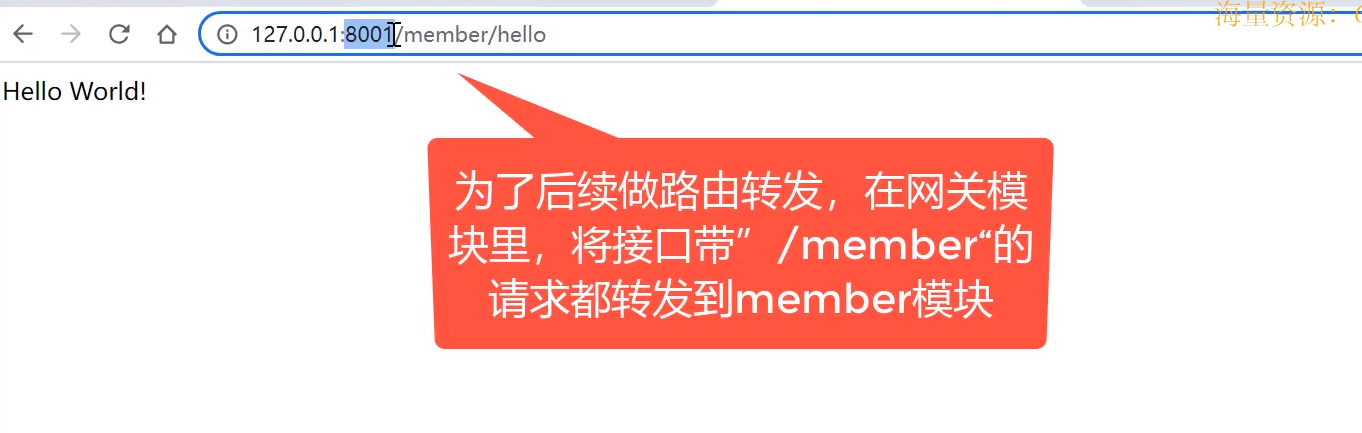 海量资源：
127.0.0.1:8001/member/hello
Hello World!
为了后续做路由转发，在网关模
块里，将接口带”/member“的
请求都转发到member模块